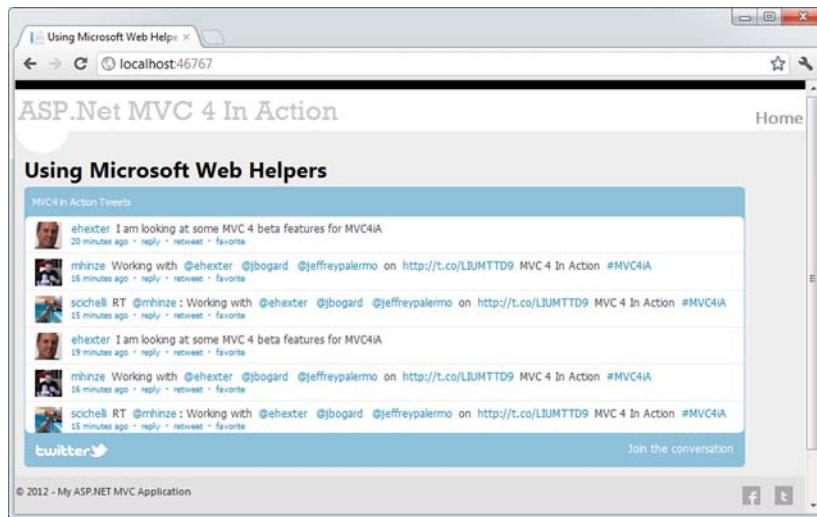 Using Microsoft Web Helpe
localhost:46767
ASP.Net MVC 4 In Action
Home
Using Microsoft Web Helpers
MVC4 in Action Tweets
ehexter I am looking at some MVC 4 beta features for MVC4iA
20 minutes ago · reply · retweet · favorite
mhinze Working with @ehexter @jbogard @jeffreypalermo on http://t.co/LIUMTTD9 MVC 4 In Action #MVC4iA
16 minutes ago · reply · retweet · favorite
scichelli RT @mhinze : Working with @ehexter @jbogard @jeffreypalermo on http://t.co/LIUMTTD9 MVC 4 In Action #MVC4iA
15 minutes ago · reply · retweet · favorite
ehexter I am looking at some MVC 4 beta features for MVC4iA
19 minutes ago · reply · retweet · favorite
mhinze Working with @ehexter @jbogard @jeffreypalermo on http://t.co/LIUMTTD9 MVC 4 In Action #MVC4iA
16 minutes ago · reply · retweet · favorite
scichelli RT @mhinze : Working with @ehexter @jbogard @jeffreypalermo on http://t.co/LIUMTTD9 MVC 4 In Action #MVC4iA
15 minutes ago · reply · retweet · favorite
twitter
Join the conversation
© 2012 - My ASP.NET MVC Application
f t